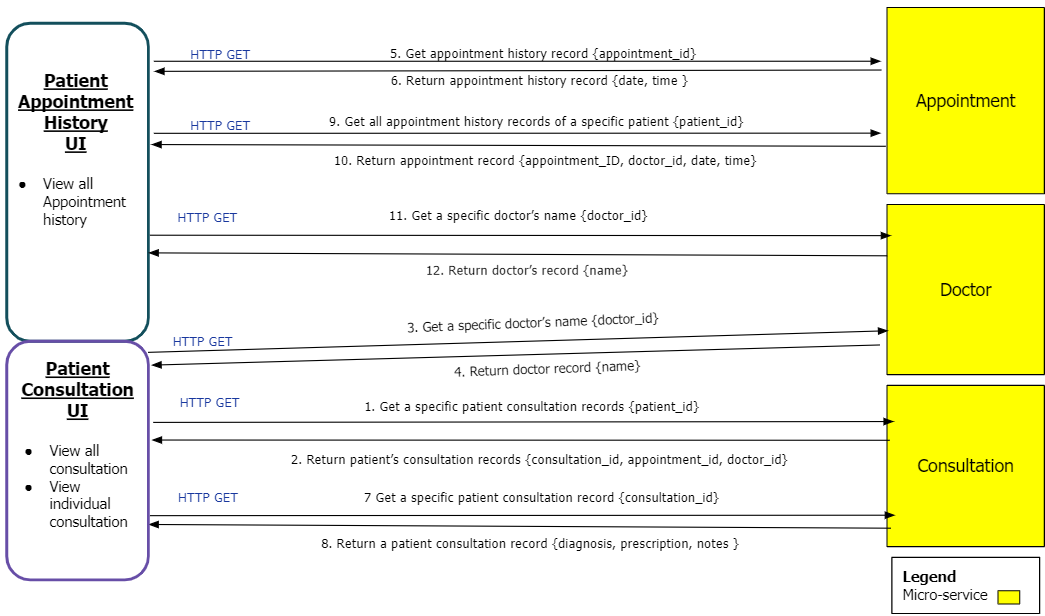 Patient
Appointment
History
UI
● View all
Appointment
history
HTTP GET
5. Get appointment history record {appointment_id}
6. Return appointment history record {date, time }
HTTP GET
9. Get all appointment history records of a specific patient {patient_id}
10. Return appointment record {appointment_ID, doctor_id, date, time}
Appointment
HTTP GET
11. Get a specific doctor’s name {doctor_id}
12. Return doctor’s record {name}
Doctor
HTTP GET
3. Get a specific doctor’s name {doctor_id}
4. Return doctor record {name}
Patient
Consultation
UI
● View all
consultation
● View
individual
consultation
HTTP GET
1. Get a specific patient consultation records {patient_id}
2. Return patient’s consultation records {consultation_id, appointment_id, doctor_id}
HTTP GET
7 Get a specific patient consultation record {consultation_id}
8. Return a patient consultation record {diagnosis, prescription, notes }
Consultation
Legend
Micro-service